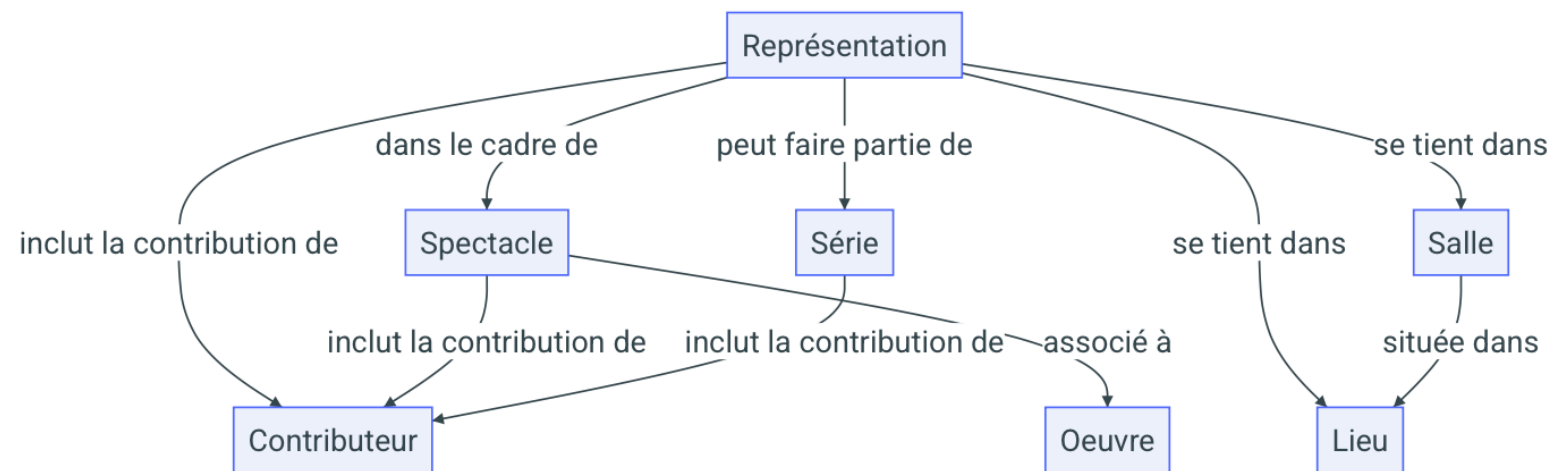 Représentation
dans le cadre de
peut faire partie de
se tient dans
inclut la contribution de
Spectacle
Série
se tient dans
Salle
inclut la contribution de
inclut la contribution de
associé à
située dans
Contributeur
Oeuvre
Lieu